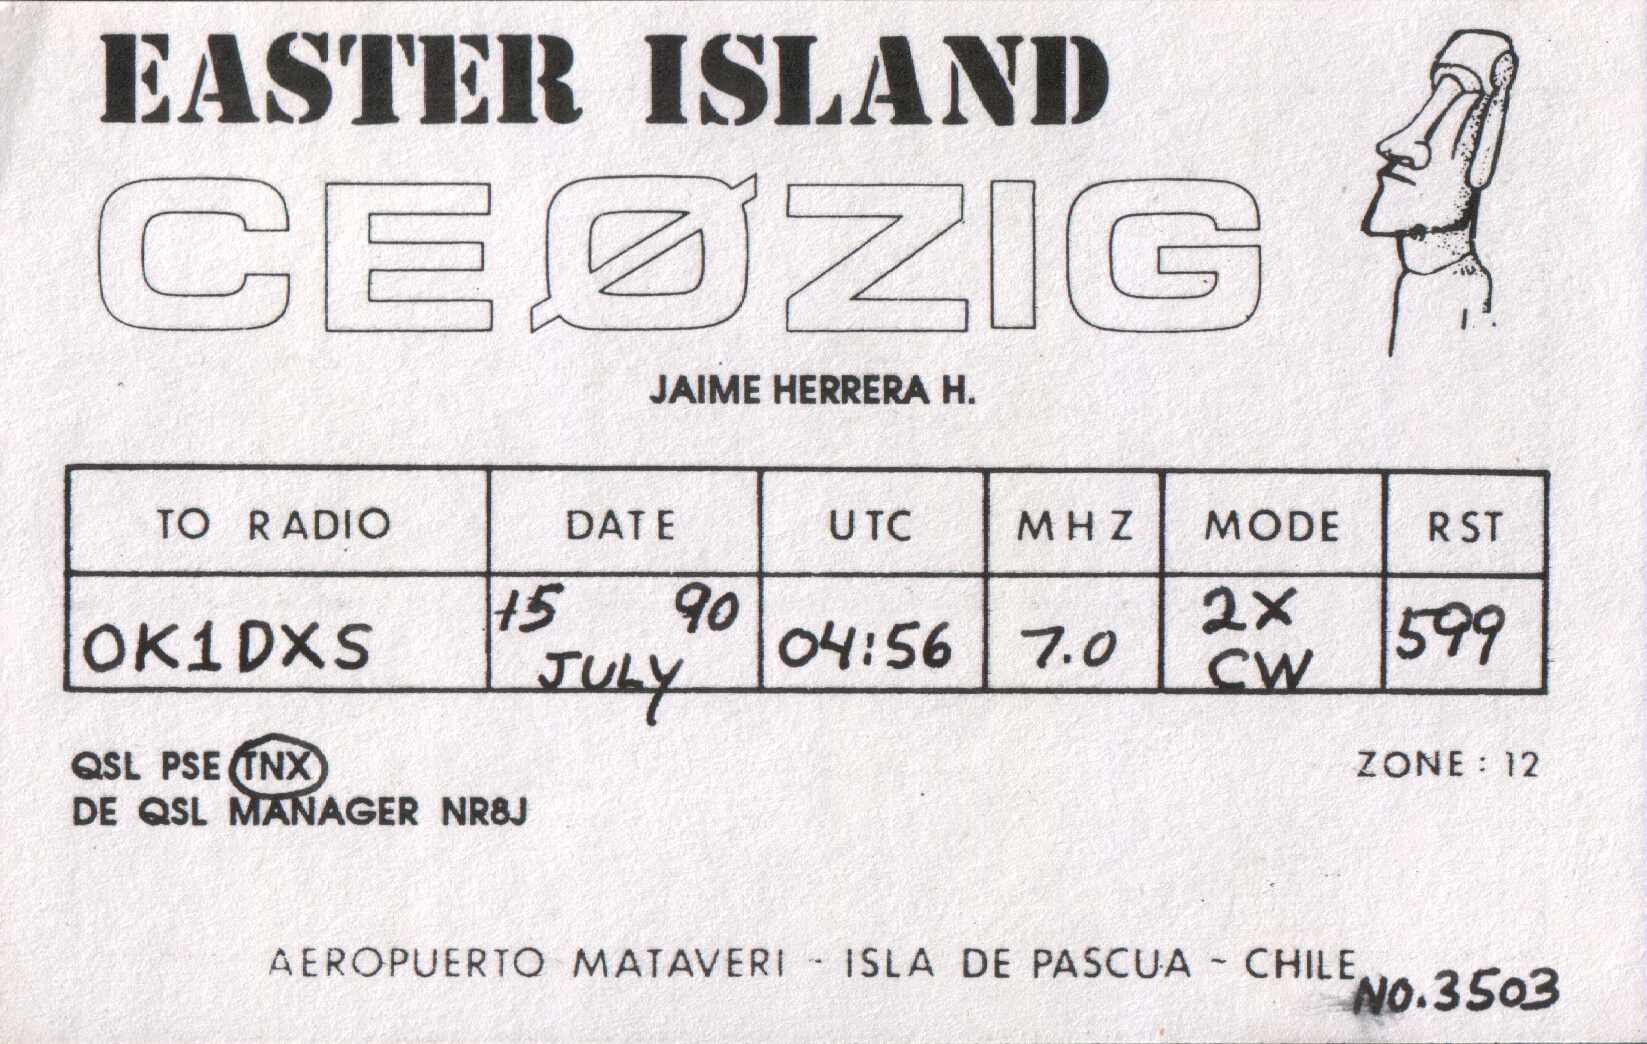 EASTER ISLAND
CEØZIG
JAIME HERRERA H.
TO RADIO DATE UTC MHZ MODE RST
OK1DXS 15 JULY 90 04:56 7.0 2X CW 599
QSL PSE TNX ZONE: 12
DE QSL MANAGER NR8J
AEROPUERTO MATAVERI - ISLA DE PASCUA - CHILE
NO.3503